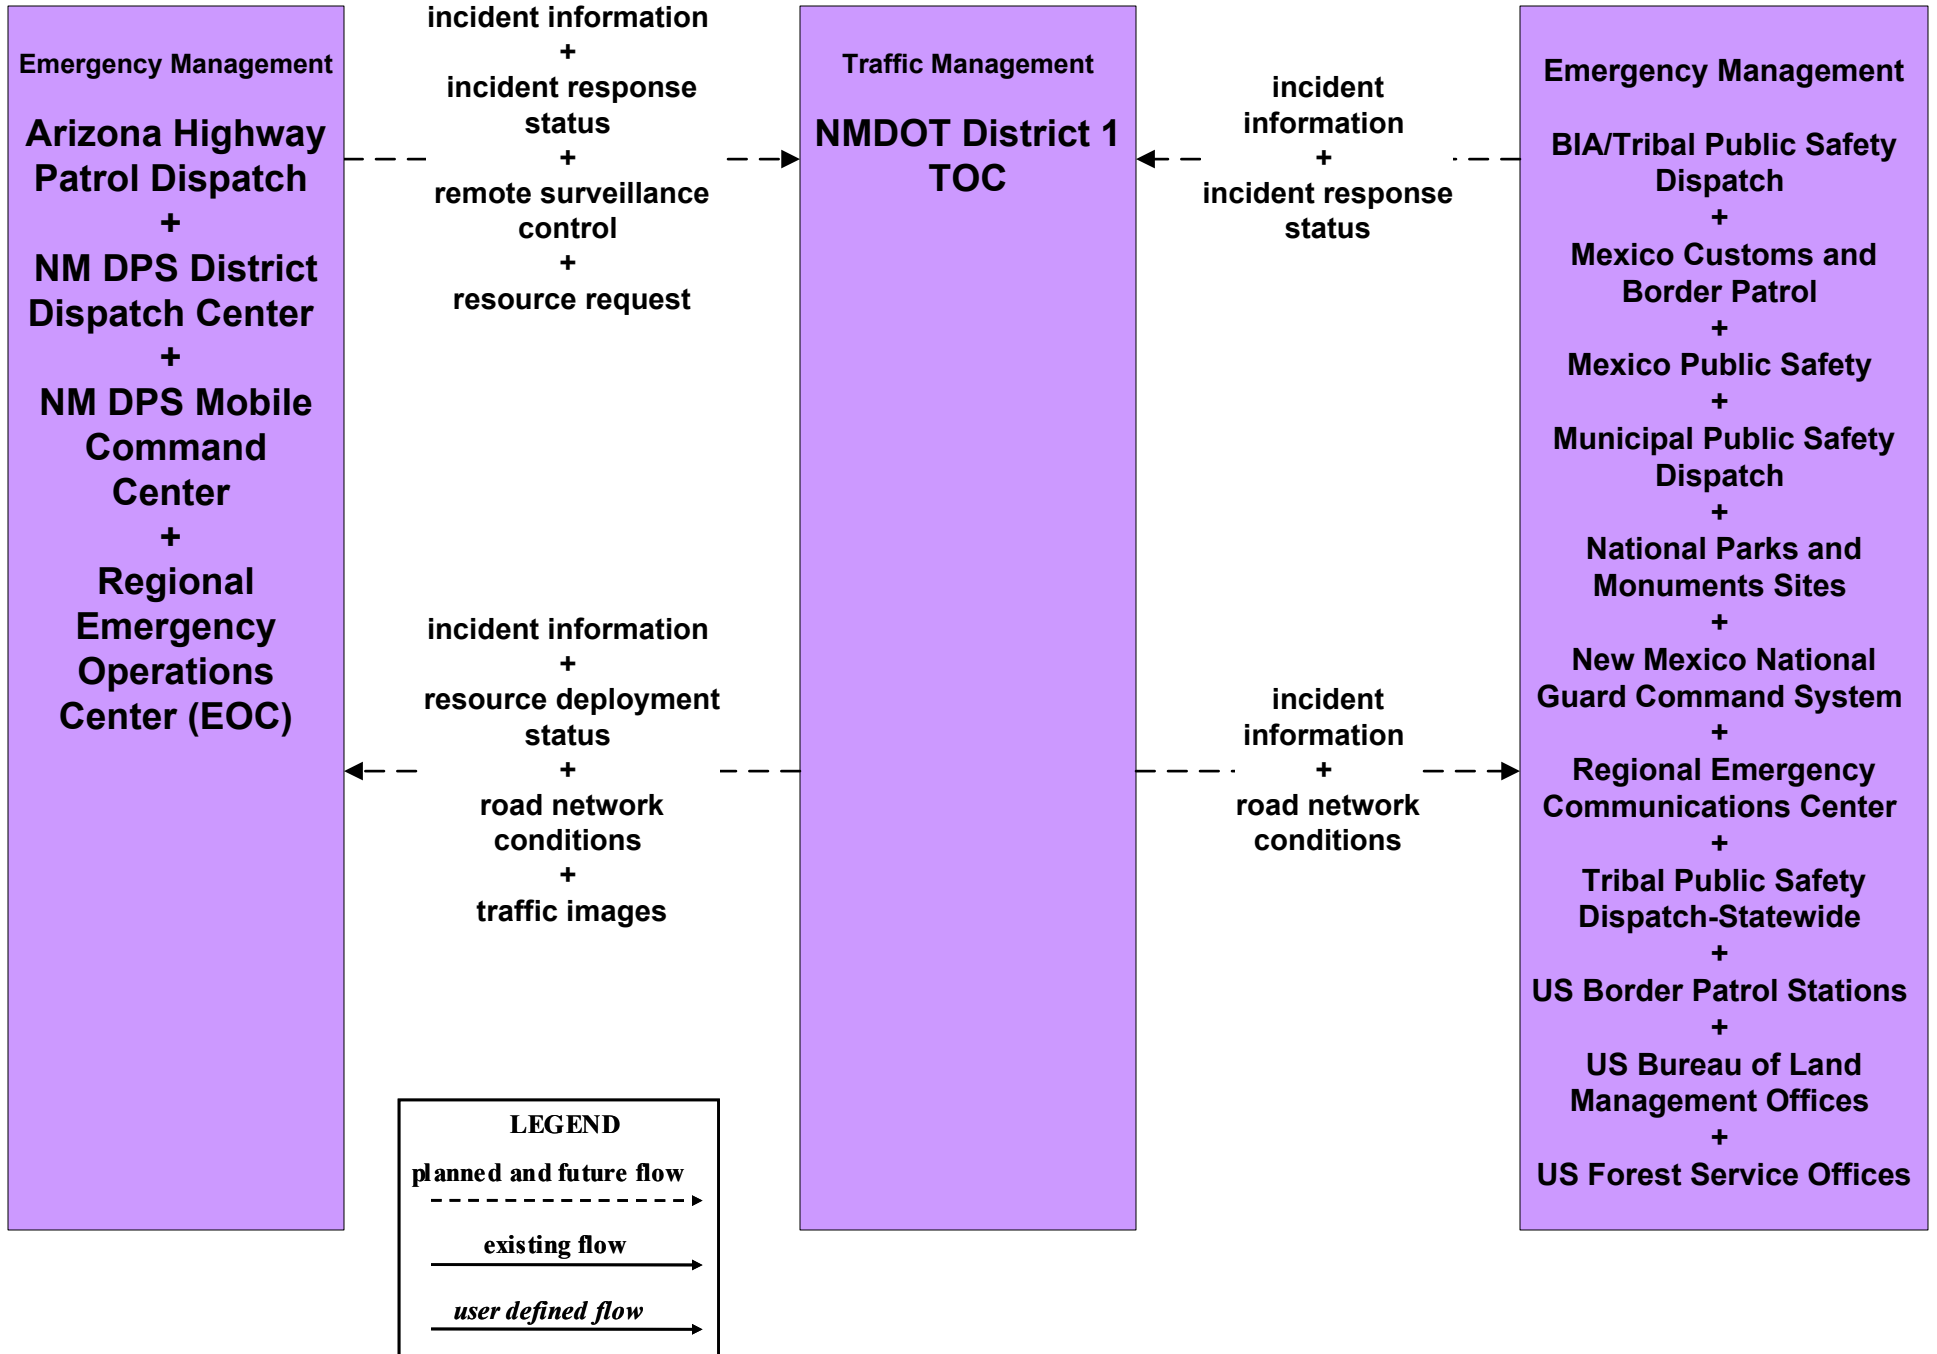 Emergency Management
Arizona Highway
Patrol Dispatch
+
NM DPS District
Dispatch Center
+
NM DPS Mobile
Command
Center
+
Regional
Emergency
Operations
Center (EOC)
incident information
+
incident response
status
+
remote surveillance
control
+
resource request
incident information
+
resource deployment
status
+
road network
conditions
+
traffic images
Traffic Management
NMDOT District 1
TOC
incident
information
+
incident response
status
incident
information
+
road network
conditions
Emergency Management
BIA/Tribal Public Safety
Dispatch
+
Mexico Customs and
Border Patrol
+
Mexico Public Safety
+
Municipal Public Safety
Dispatch
+
National Parks and
Monuments Sites
+
New Mexico National
Guard Command System
+
Regional Emergency
Communications Center
+
Tribal Public Safety
Dispatch-Statewide
+
US Border Patrol Stations
+
US Bureau of Land
Management Offices
+
US Forest Service Offices
LEGEND
planned and future flow
existing flow
user defined flow